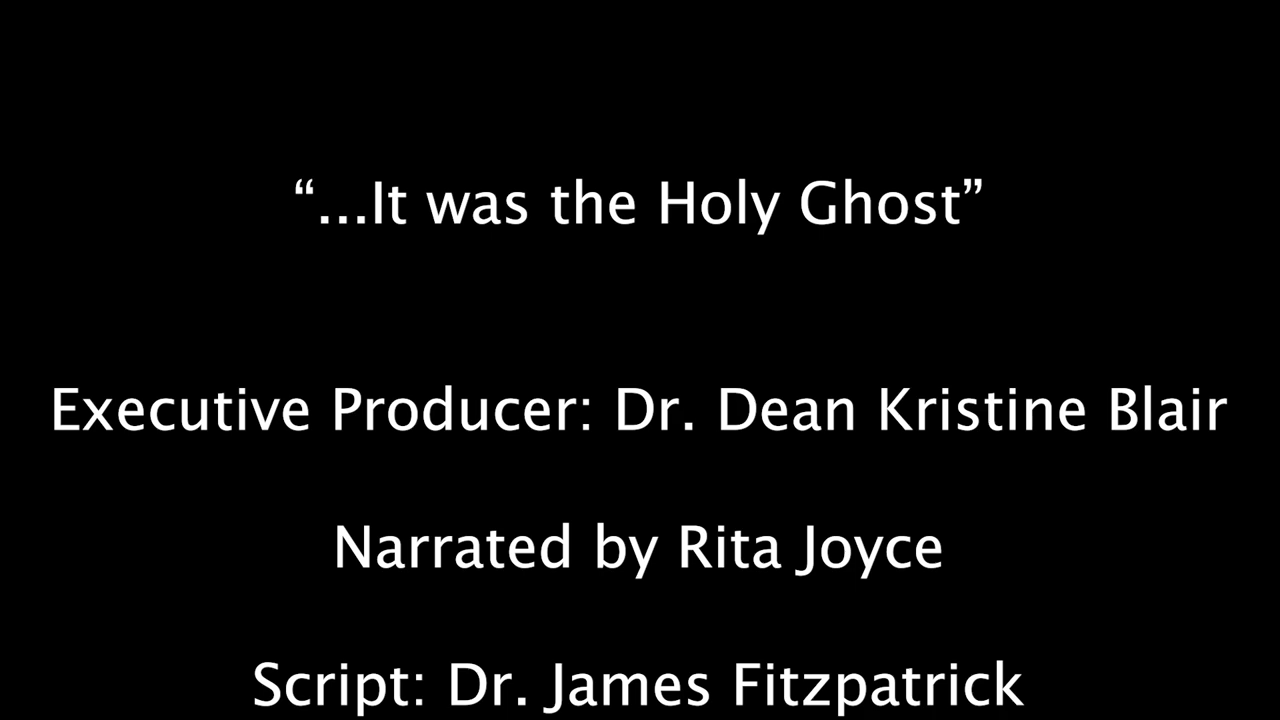 “...It was the Holy Ghost”
Executive Producer: Dr. Dean Kristine Blair
Narrated by Rita Joyce
Script: Dr. James Fitzpatrick